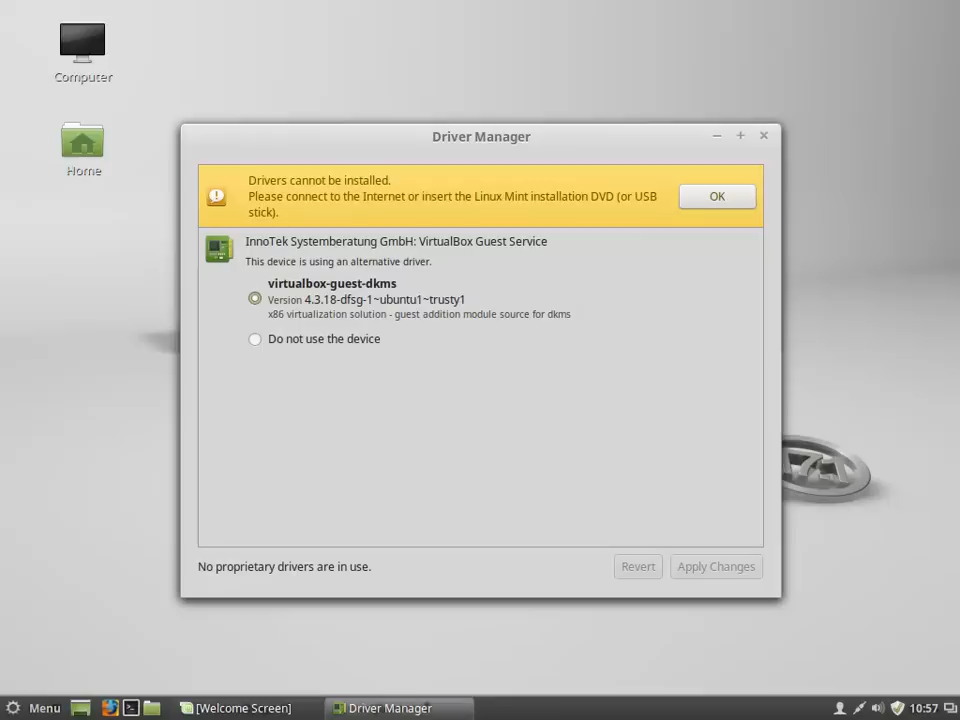 Computer
Home
Driver Manager
Drivers cannot be installed.
Please connect to the Internet or insert the Linux Mint installation DVD (or USB
stick).
OK
InnoTek Systemberatung GmbH: VirtualBox Guest Service
This device is using an alternative driver.
virtualbox-guest-dkms
Version 4.3.18-dfsg-1~ubuntu1~trusty1
x86 virtualization solution - guest addition module source for dkms
Do not use the device
17.1
No proprietary drivers are in use.
Revert
Apply Changes
Menu
[Welcome Screen]
Driver Manager
10:57